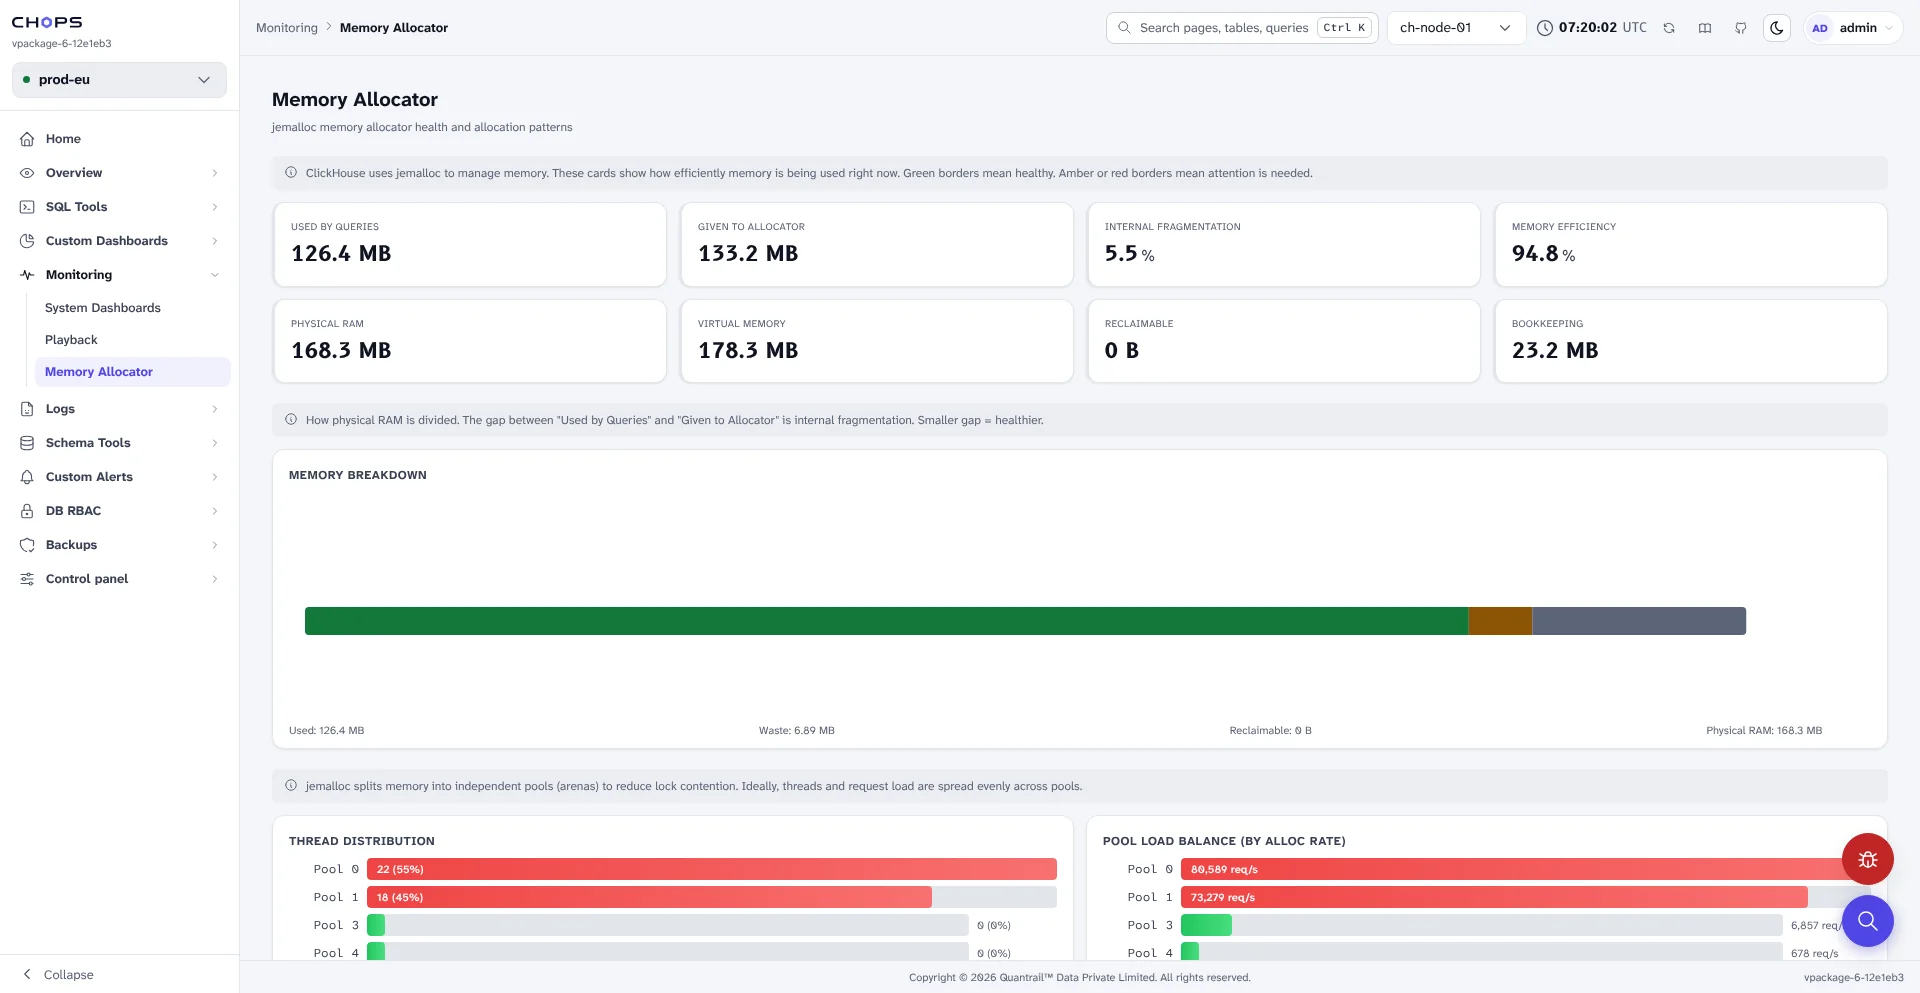 CHOPS
vpackage-6-12e1eb3
prod-eu
Home
Overview
SQL Tools
Custom Dashboards
Monitoring
System Dashboards
Playback
Memory Allocator
Logs
Schema Tools
Custom Alerts
DB RBAC
Backups
Control panel
Collapse
Monitoring > Memory Allocator
Search pages, tables, queries Ctrl K
ch-node-01
07:20:02 UTC
AD admin
Memory Allocator
jemalloc memory allocator health and allocation patterns
ClickHouse uses jemalloc to manage memory. These cards show how efficiently memory is being used right now. Green borders mean healthy. Amber or red borders mean attention is needed.
USED BY QUERIES
126.4 MB
GIVEN TO ALLOCATOR
133.2 MB
INTERNAL FRAGMENTATION
5.5 %
MEMORY EFFICIENCY
94.8 %
PHYSICAL RAM
168.3 MB
VIRTUAL MEMORY
178.3 MB
RECLAIMABLE
0 B
BOOKKEEPING
23.2 MB
How physical RAM is divided. The gap between "Used by Queries" and "Given to Allocator" is internal fragmentation. Smaller gap = healthier.
MEMORY BREAKDOWN
Used: 126.4 MB
Waste: 6.89 MB
Reclaimable: 0 B
Physical RAM: 168.3 MB
jemalloc splits memory into independent pools (arenas) to reduce lock contention. Ideally, threads and request load are spread evenly across pools.
THREAD DISTRIBUTION
Pool 0 22 (55%)
Pool 1 18 (45%)
Pool 3 0 (0%)
Pool 4 0 (0%)
POOL LOAD BALANCE (BY ALLOC RATE)
Pool 0 80,589 req/s
Pool 1 73,279 req/s
Pool 3 6,857 req/
Pool 4 678 req/s
Copyright © 2026 Quantrail™ Data Private Limited. All rights reserved.
vpackage-6-12e1eb3